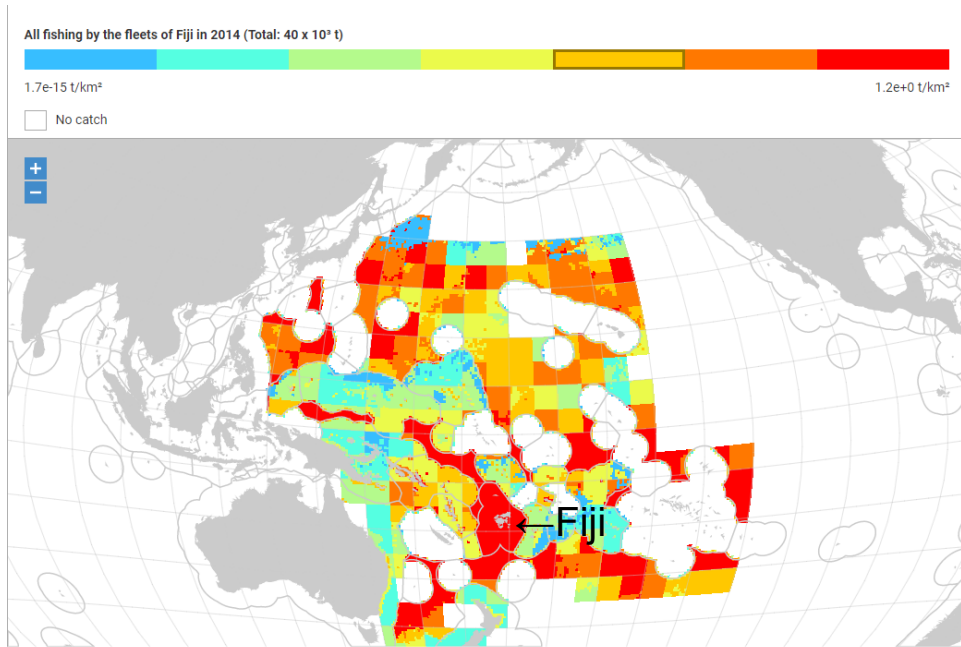 All fishing by the fleets of Fiji in 2014 (Total: 40 x 10³ t)
1.7e-15 t/km² 1.2e+0 t/km²
No catch
+
−
←Fiji